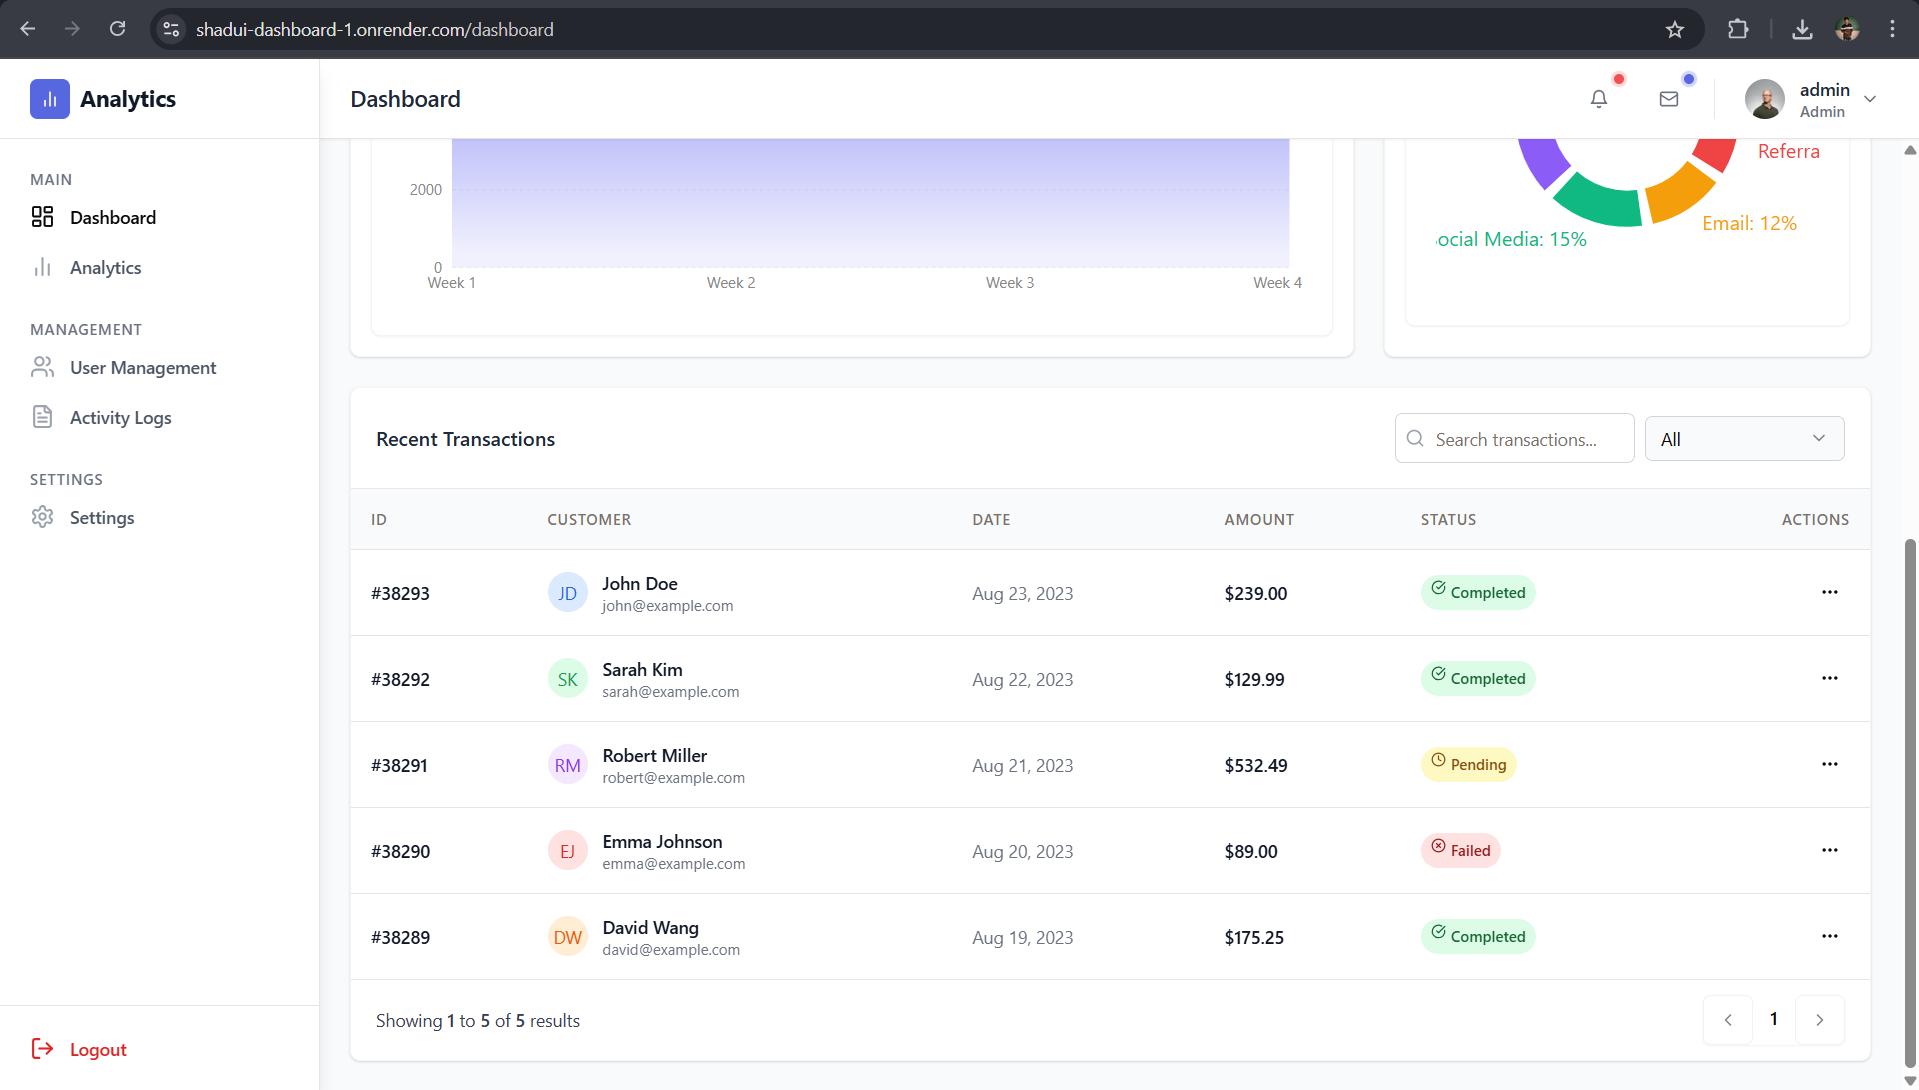 shadui-dashboard-1.onrender.com/dashboard
Analytics
Dashboard
admin
Admin
MAIN
Dashboard
Analytics
MANAGEMENT
User Management
Activity Logs
SETTINGS
Settings
Logout
2000
0
Week 1 Week 2 Week 3 Week 4
Referra
Email: 12%
ocial Media: 15%
Recent Transactions
Search transactions...
All
ID CUSTOMER DATE AMOUNT STATUS ACTIONS
#38293 JD John Doe Aug 23, 2023 $239.00 Completed
john@example.com
#38292 SK Sarah Kim Aug 22, 2023 $129.99 Completed
sarah@example.com
#38291 RM Robert Miller Aug 21, 2023 $532.49 Pending
robert@example.com
#38290 EJ Emma Johnson Aug 20, 2023 $89.00 Failed
emma@example.com
#38289 DW David Wang Aug 19, 2023 $175.25 Completed
david@example.com
Showing 1 to 5 of 5 results
1